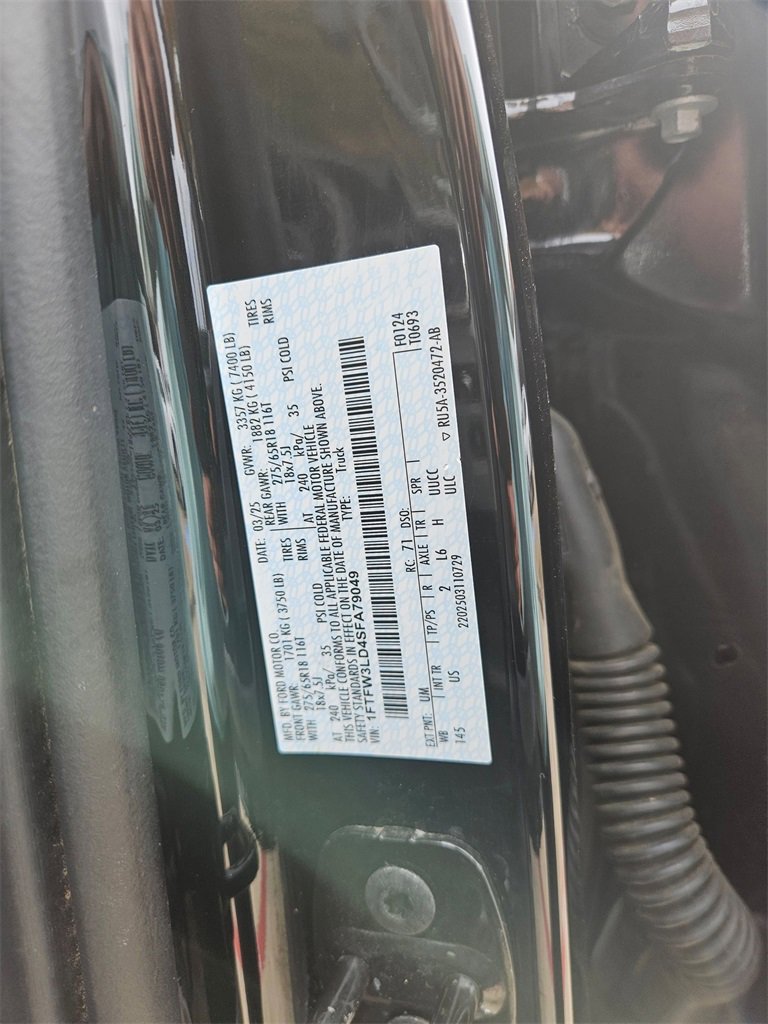 MFD. BY FORD MOTOR CO.
DATE: 03/25 GVWR: 3357 KG ( 7400 LB)
FRONT GAWR: 1701 KG ( 3750 LB) REAR GAWR: 1882 KG ( 4150 LB)
WITH 275/65R18 116T TIRES WITH 275/65R18 116T TIRES
18x7.5J RIMS 18x7.5J RIMS
AT 240 kPa/ 35 PSI COLD AT 240 kPa/ 35 PSI COLD
THIS VEHICLE CONFORMS TO ALL APPLICABLE FEDERAL MOTOR VEHICLE
SAFETY STANDARDS IN EFFECT ON THE DATE OF MANUFACTURE SHOWN ABOVE.
VIN: 1FTFW3LD4SFA79049 TYPE: Truck
F0124
T0693
EXT PNT: UM RC: 71 DSO:
WB INT TR TP/PS R AXLE TR SPR
145 US 2 L6 H UUCC
2202503110729 ULC ▽ RU5A-3520472-AB